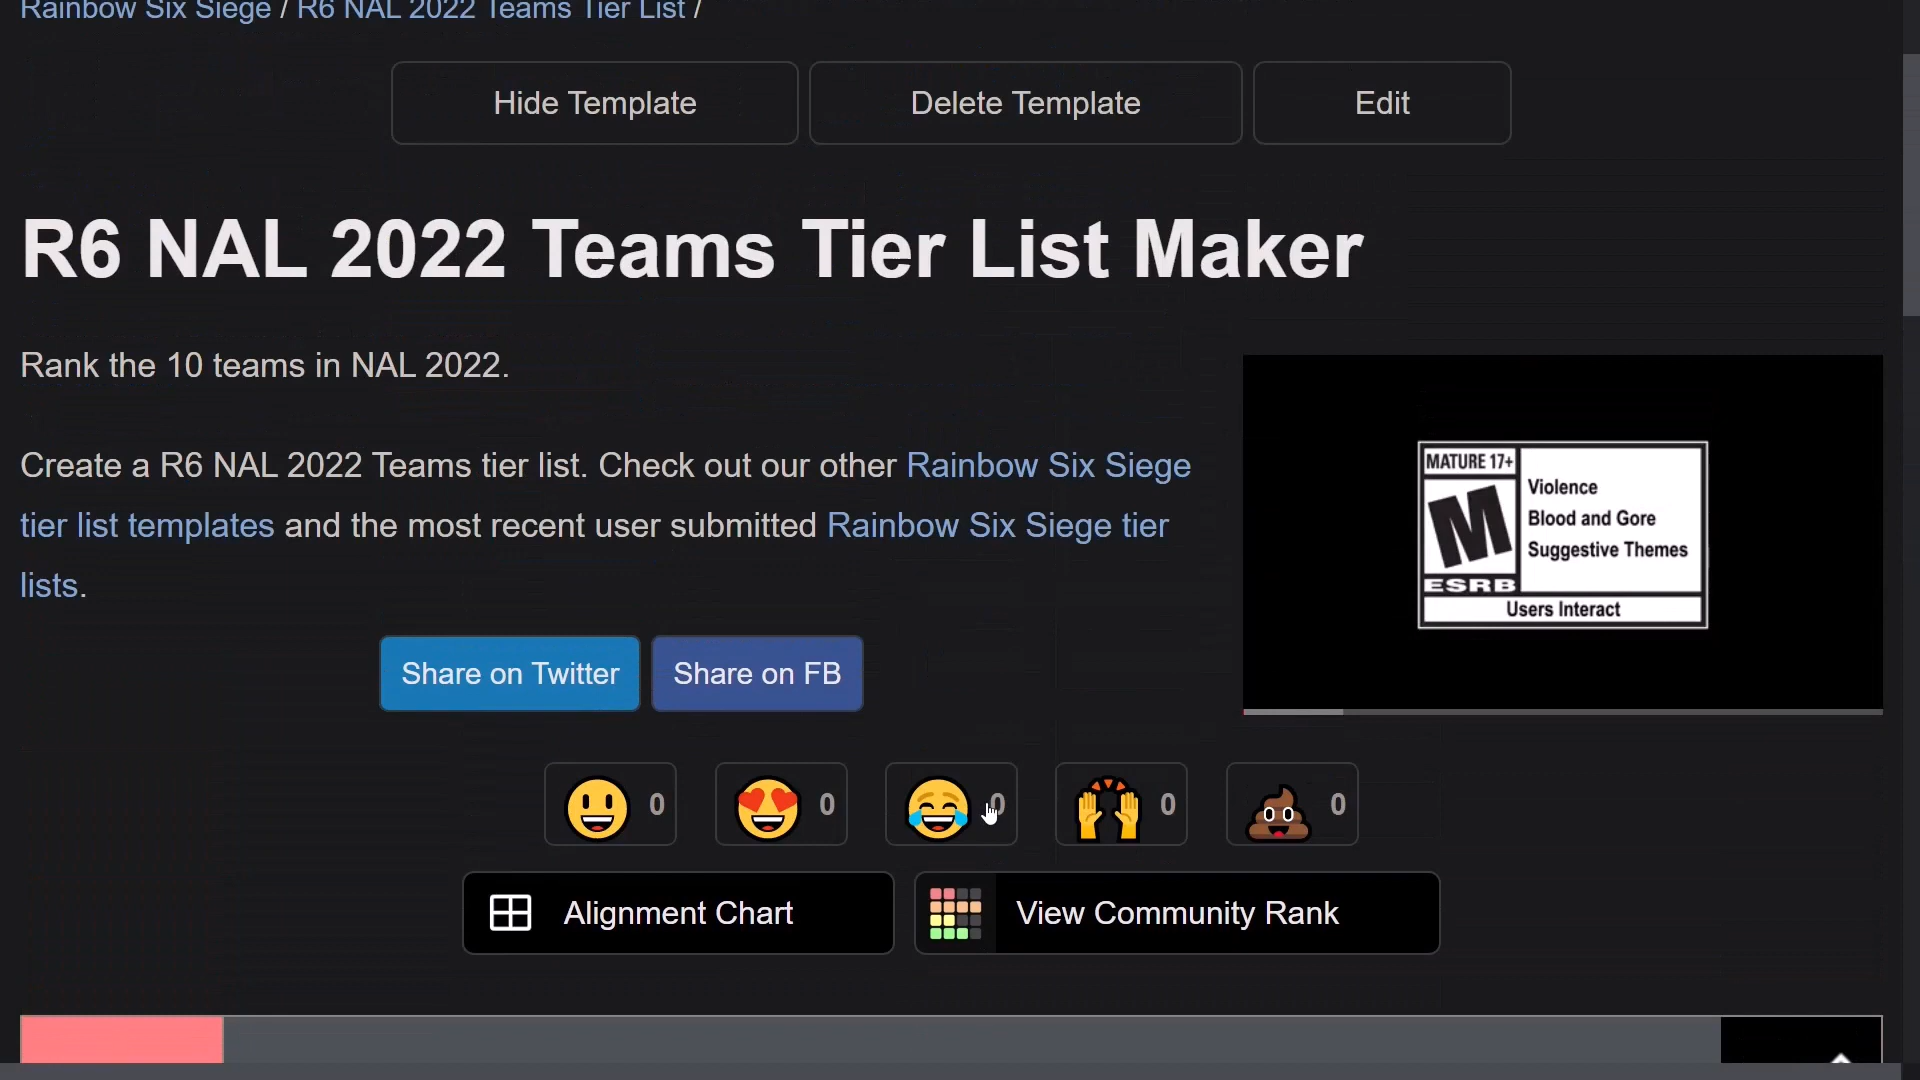 Rainbow Six Siege / R6 NAL 2022 Teams Tier List /
Hide Template
Delete Template
Edit
R6 NAL 2022 Teams Tier List Maker
Rank the 10 teams in NAL 2022.
Create a R6 NAL 2022 Teams tier list. Check out our other Rainbow Six Siege
tier list templates and the most recent user submitted Rainbow Six Siege tier
lists.
MATURE 17+
M
ESRB
Violence
Blood and Gore
Suggestive Themes
Users Interact
Share on Twitter
Share on FB
0
0
0
0
0
Alignment Chart
View Community Rank